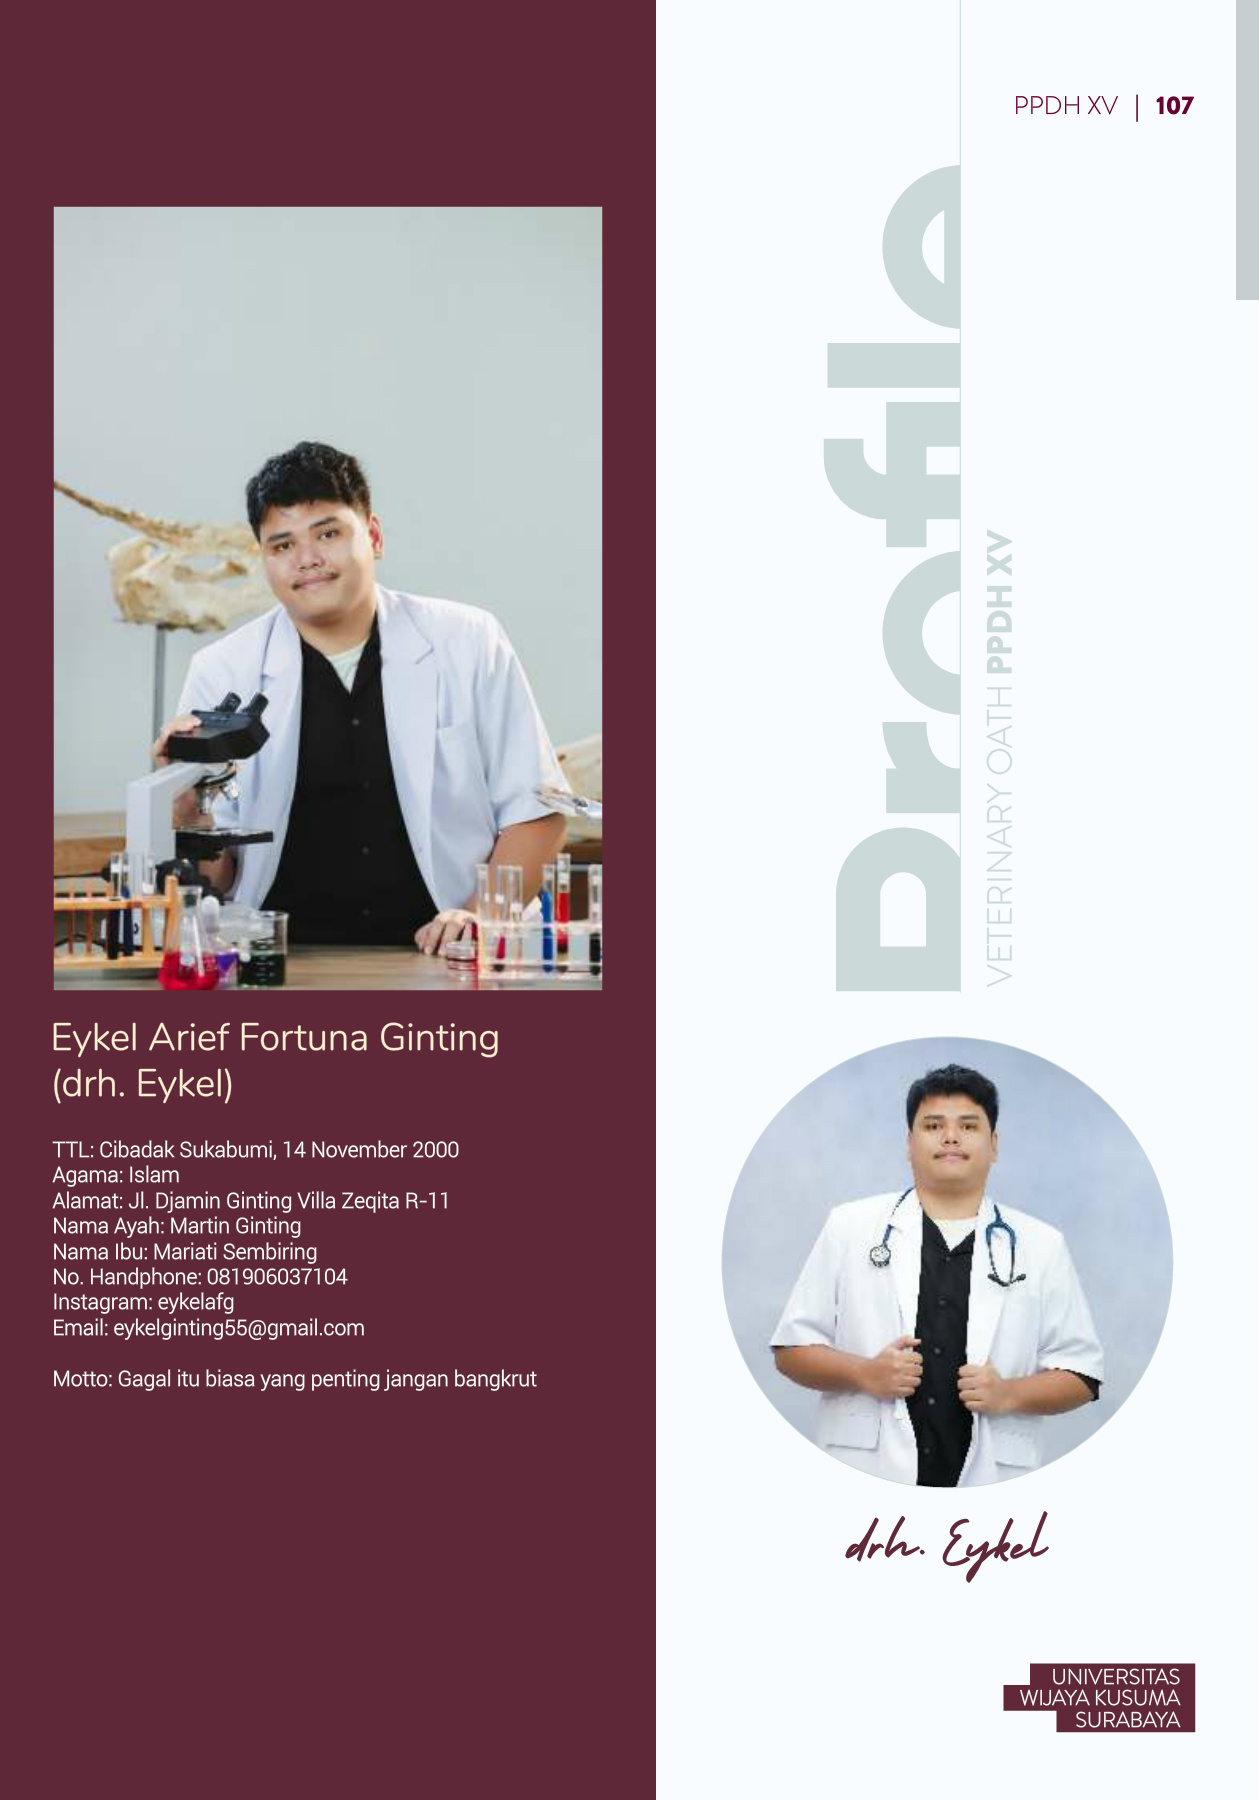 PPDH XV | 107
Profile
VETERINARY OATH PPDH XV
Eykel Arief Fortuna Ginting
(drh. Eykel)
TTL: Cibadak Sukabumi, 14 November 2000
Agama: Islam
Alamat: Jl. Djamin Ginting Villa Zeqita R-11
Nama Ayah: Martin Ginting
Nama Ibu: Mariati Sembiring
No. Handphone: 081906037104
Instagram: eykelafg
Email: eykelginting55@gmail.com
Motto: Gagal itu biasa yang penting jangan bangkrut
drh. Eykel
UNIVERSITAS
WIJAYA KUSUMA
SURABAYA